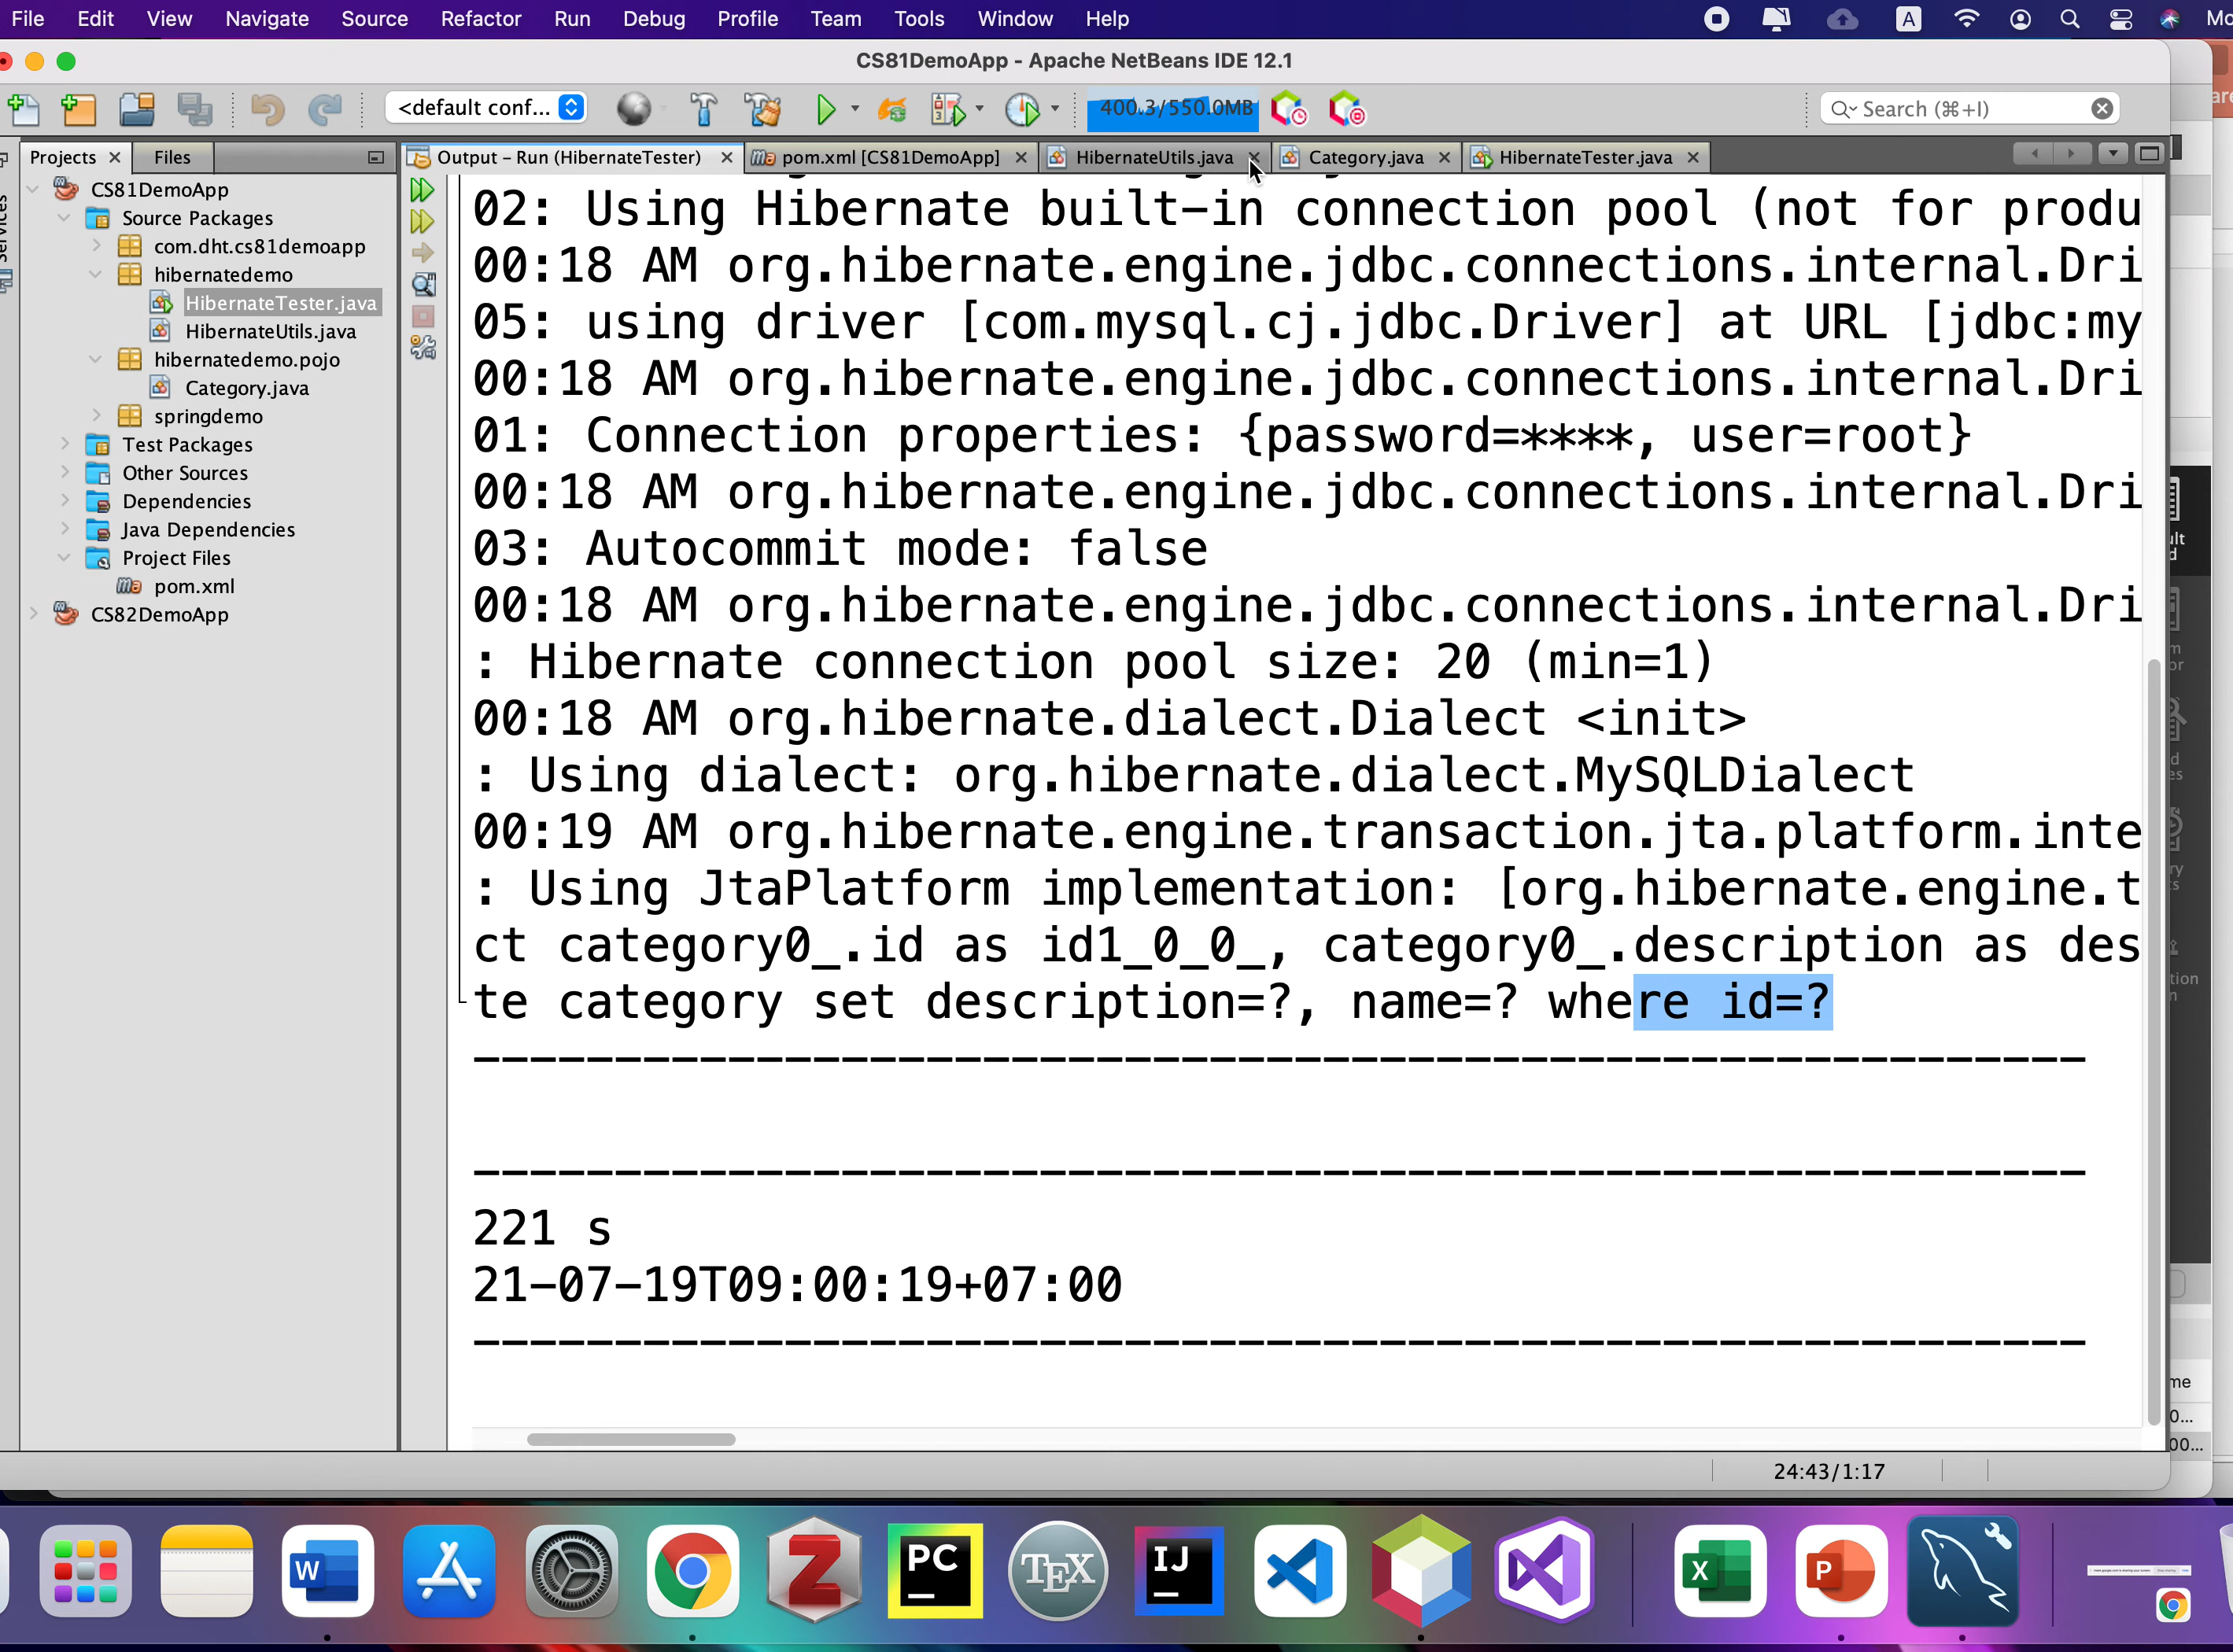 File Edit View Navigate Source Refactor Run Debug Profile Team Tools Window Help
CS81DemoApp - Apache NetBeans IDE 12.1
<default conf... 400.3/550.0MB Search (⌘+I)
Projects Files
Output – Run (HibernateTester) pom.xml [CS81DemoApp] HibernateUtils.java Category.java HibernateTester.java
Services
CS81DemoApp
Source Packages
com.dht.cs81demoapp
hibernatedemo
HibernateTester.java
HibernateUtils.java
hibernatedemo.pojo
Category.java
springdemo
Test Packages
Other Sources
Dependencies
Java Dependencies
Project Files
pom.xml
CS82DemoApp
02: Using Hibernate built-in connection pool (not for produ
00:18 AM org.hibernate.engine.jdbc.connections.internal.Dri
05: using driver [com.mysql.cj.jdbc.Driver] at URL [jdbc:my
00:18 AM org.hibernate.engine.jdbc.connections.internal.Dri
01: Connection properties: {password=****, user=root}
00:18 AM org.hibernate.engine.jdbc.connections.internal.Dri
03: Autocommit mode: false
00:18 AM org.hibernate.engine.jdbc.connections.internal.Dri
: Hibernate connection pool size: 20 (min=1)
00:18 AM org.hibernate.dialect.Dialect <init>
: Using dialect: org.hibernate.dialect.MySQLDialect
00:19 AM org.hibernate.engine.transaction.jta.platform.inte
: Using JtaPlatform implementation: [org.hibernate.engine.t
ct category0_.id as id1_0_0_, category0_.description as des
te category set description=?, name=? where id=?
------------------------------------------------------------
------------------------------------------------------------
221 s
21-07-19T09:00:19+07:00
------------------------------------------------------------
24:43/1:17
W PC TEX IJ X P